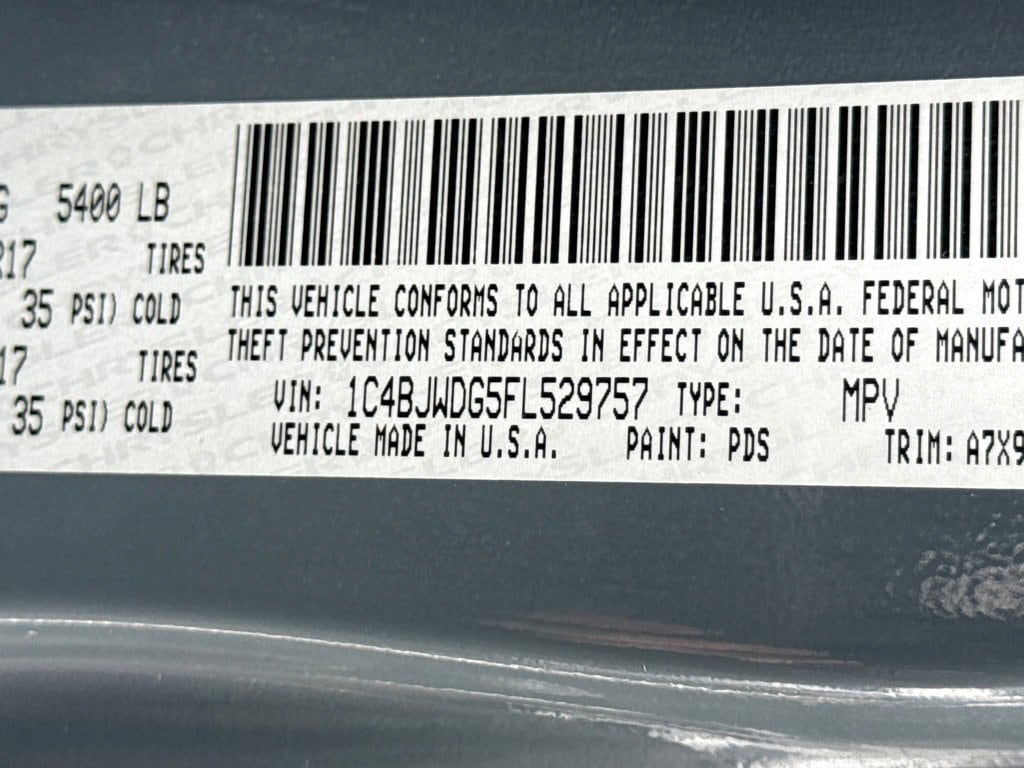 G 5400 LB
R17 TIRES
35 PSI) COLD
17 TIRES
35 PSI) COLD
THIS VEHICLE CONFORMS TO ALL APPLICABLE U.S.A. FEDERAL MOT
THEFT PREVENTION STANDARDS IN EFFECT ON THE DATE OF MANUFA
VIN: 1C4BJWDG5FL529757 TYPE: MPV
VEHICLE MADE IN U.S.A. PAINT: PDS TRIM: A7X9